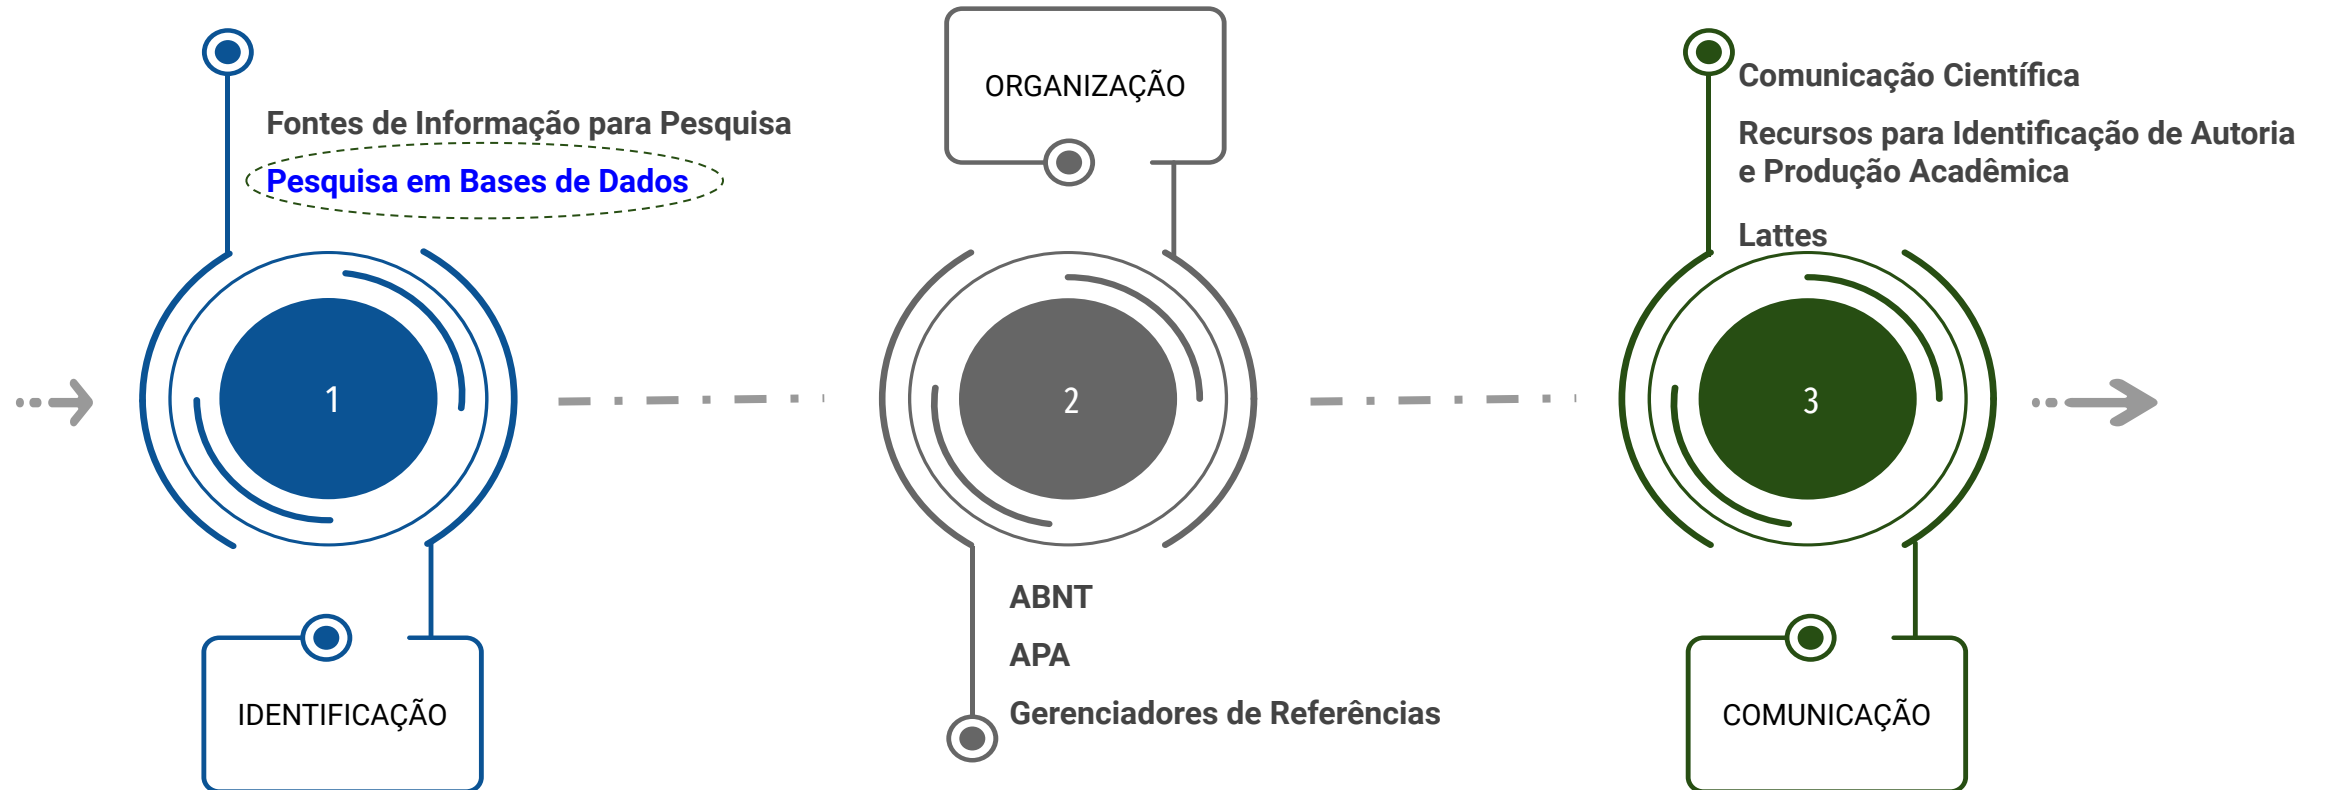 Fontes de Informação para Pesquisa
Pesquisa em Bases de Dados
1
IDENTIFICAÇÃO
ORGANIZAÇÃO
2
ABNT
APA
Gerenciadores de Referências
Comunicação Científica
Recursos para Identificação de Autoria
e Produção Acadêmica
Lattes
3
COMUNICAÇÃO